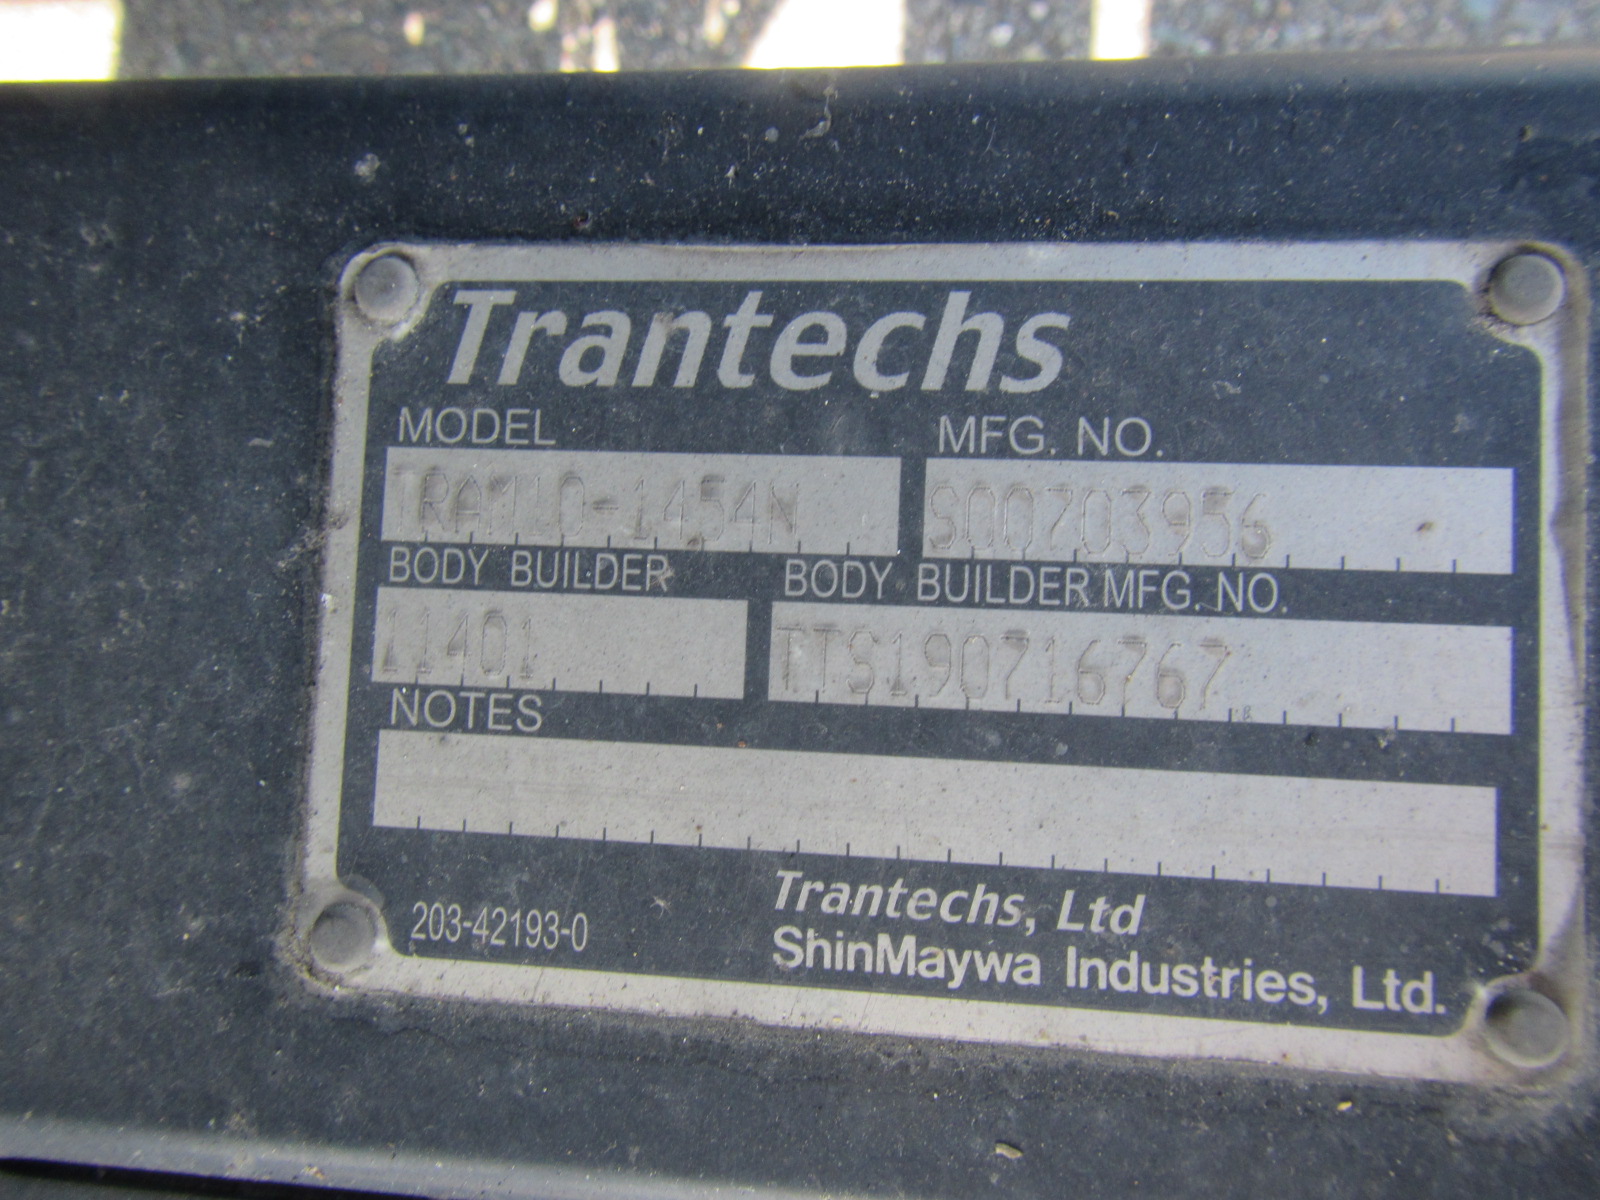 Trantechs
MODEL MFG. NO.
TRA110-1454N S00703956
BODY BUILDER BODY BUILDER MFG. NO.
11401 TTS190716767
NOTES
Trantechs, Ltd
203-42193-0 ShinMaywa Industries, Ltd.